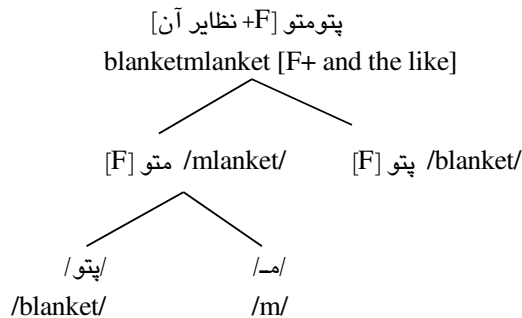 پتومتو [F+ نظایر آن]
blanketmlanket [F+ and the like]
متو [F] /mlanket/
پتو [F] /blanket/
/پتو/
/مـ/
/blanket/
/m/